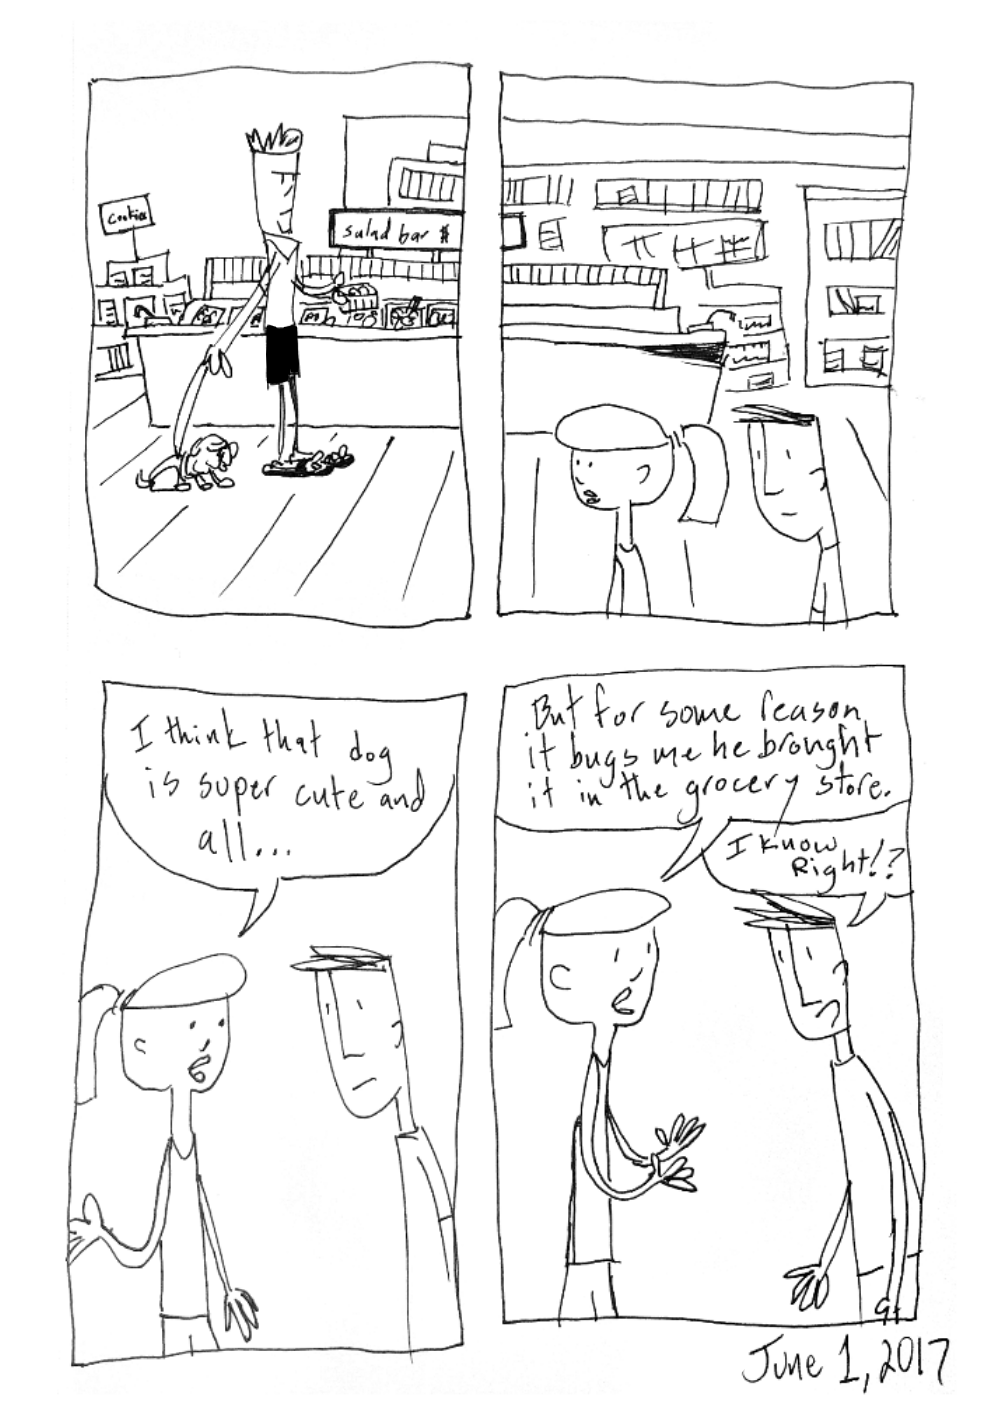 Cookies
Salad bar $
I think that dog
is super cute and
all...
But for some reason
it bugs me he brought
it in the grocery store.
I know
Right!?
June 1, 2017